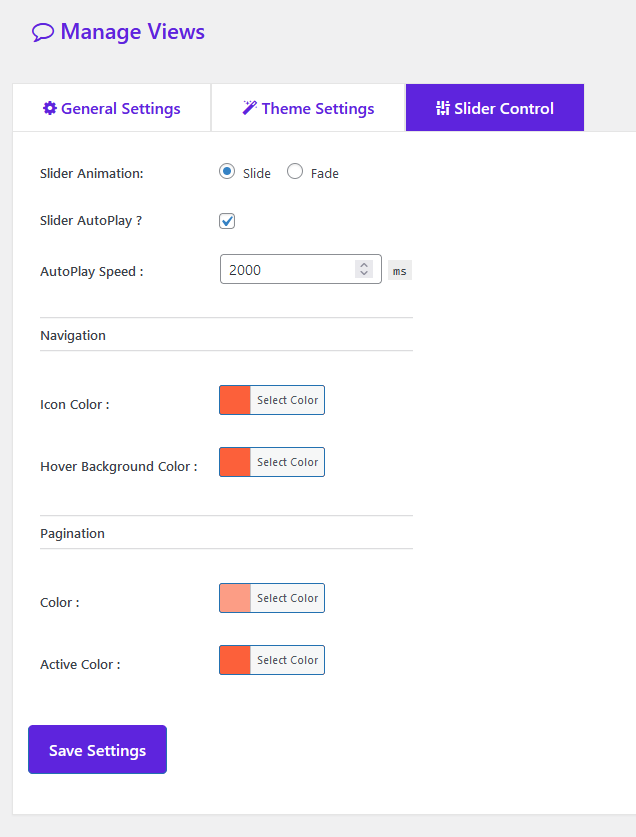 Manage Views
General Settings Theme Settings Slider Control
Slider Animation: Slide Fade
Slider AutoPlay ?
AutoPlay Speed : 2000 ms
Navigation
Icon Color : Select Color
Hover Background Color : Select Color
Pagination
Color : Select Color
Active Color : Select Color
Save Settings